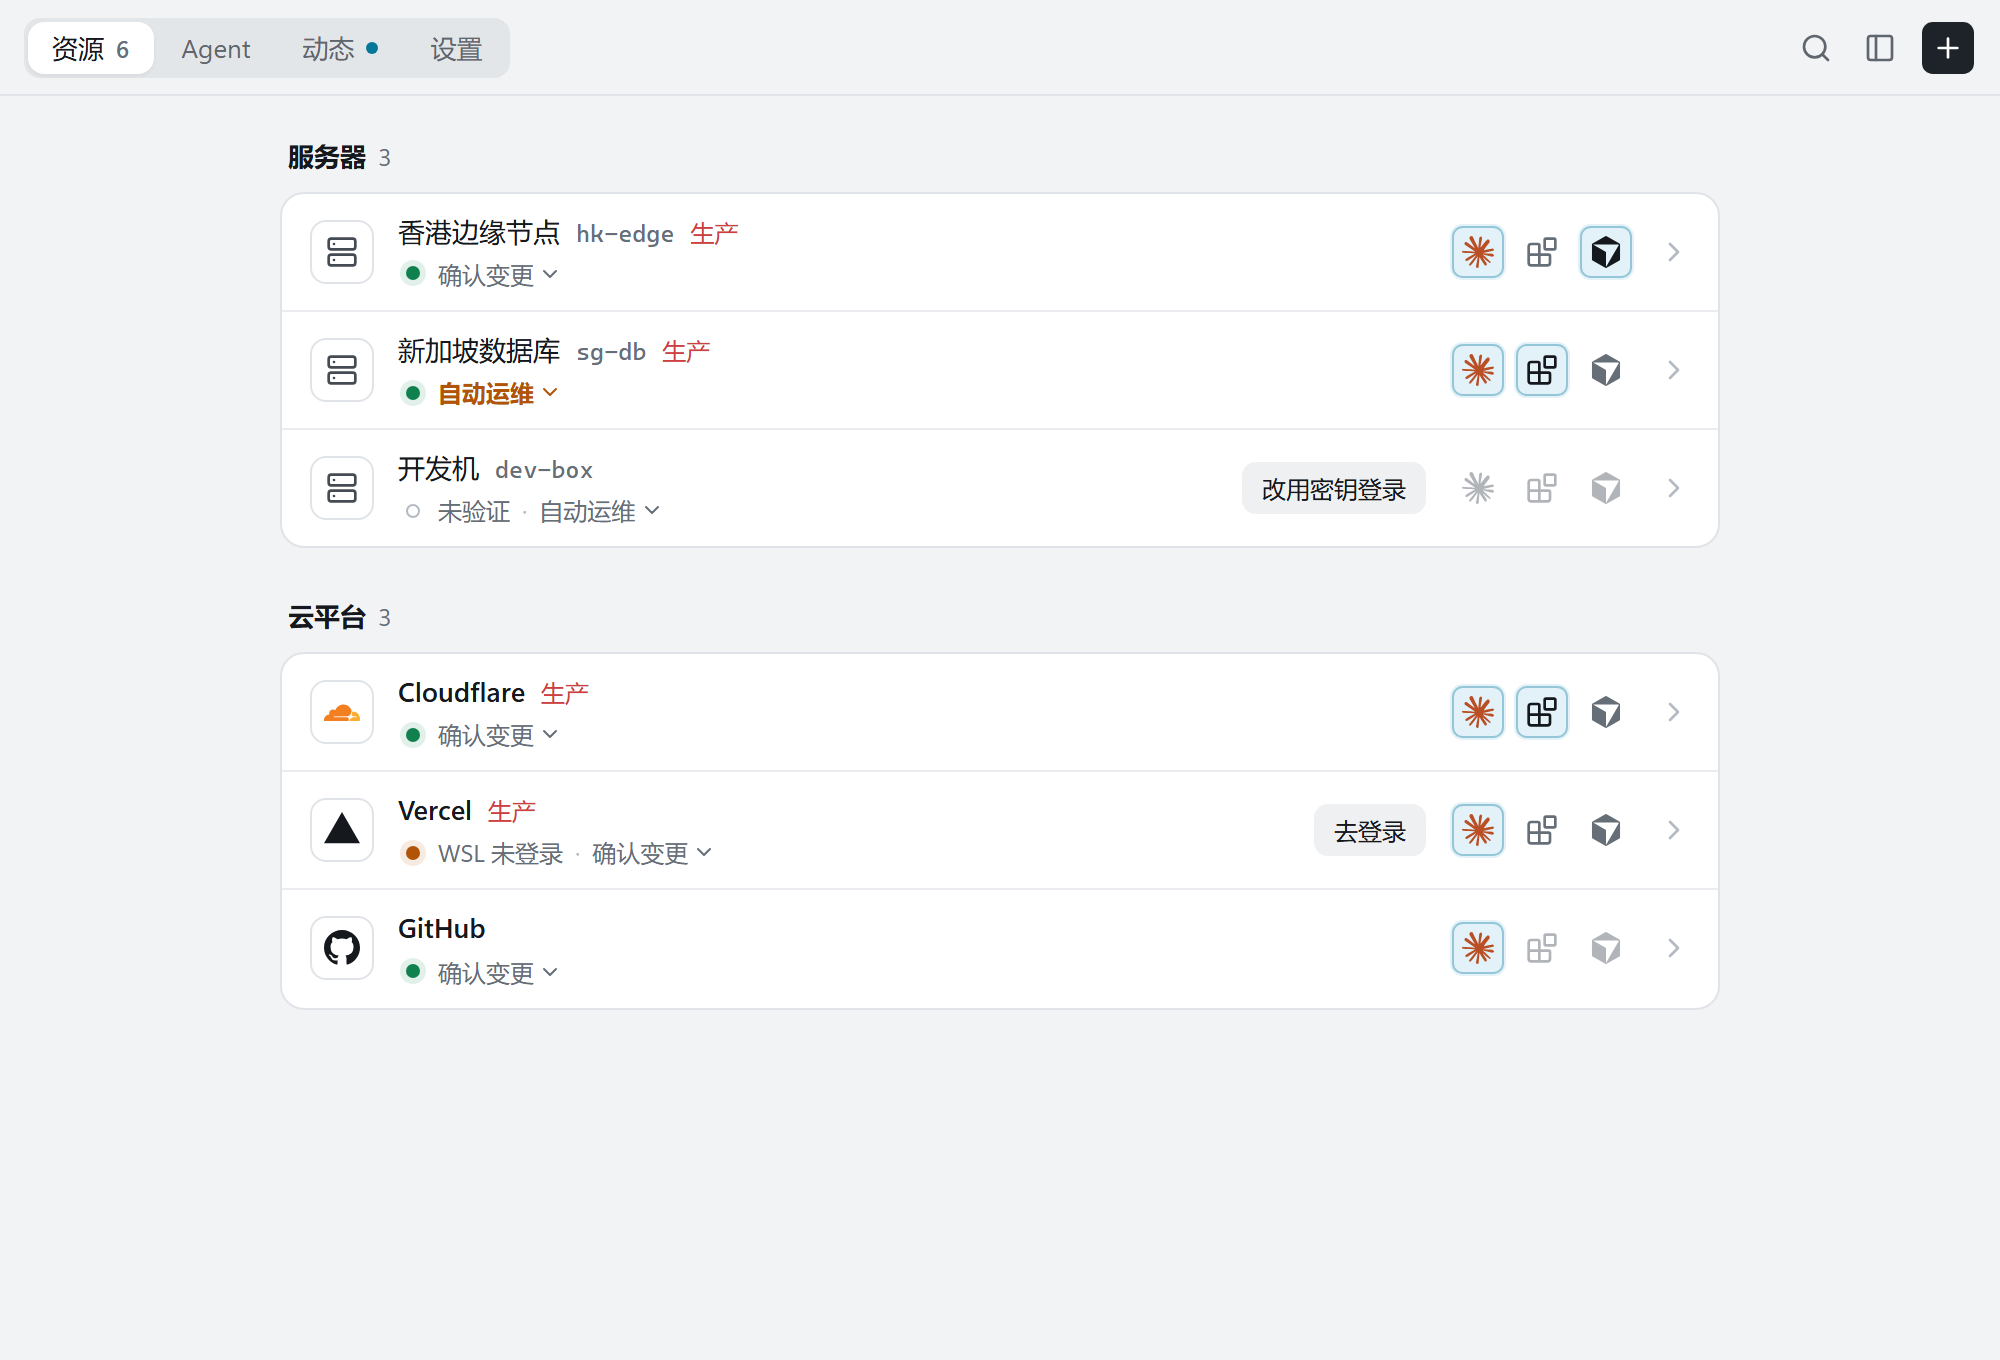 资源 6 Agent 动态 设置
服务器 3
香港边缘节点 hk-edge 生产
确认变更
新加坡数据库 sg-db 生产
自动运维
开发机 dev-box
未验证 · 自动运维
改用密钥登录
云平台 3
Cloudflare 生产
确认变更
Vercel 生产
WSL 未登录 · 确认变更
去登录
GitHub
确认变更